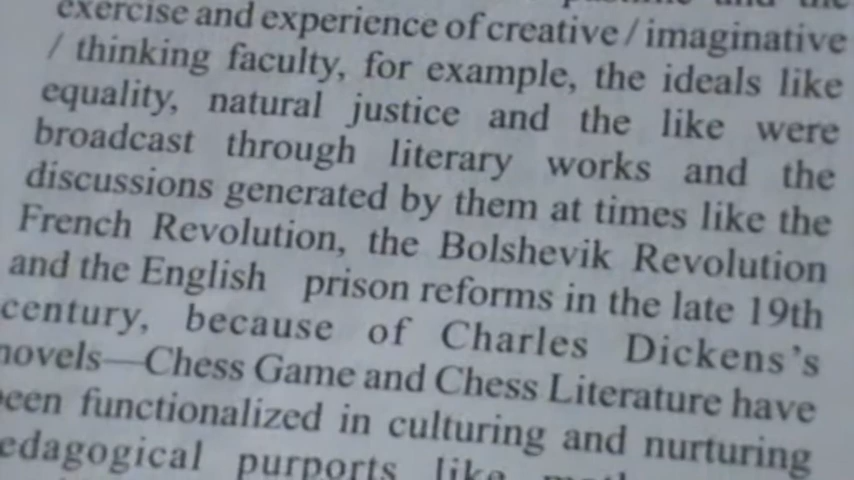 exercise and experience of creative / imaginative
/ thinking faculty, for example, the ideals like
equality, natural justice and the like were
broadcast through literary works and the
discussions generated by them at times like the
French Revolution, the Bolshevik Revolution
and the English prison reforms in the late 19th
century, because of Charles Dickens's
novels—Chess Game and Chess Literature have
been functionalized in culturing and nurturing
pedagogical purports like